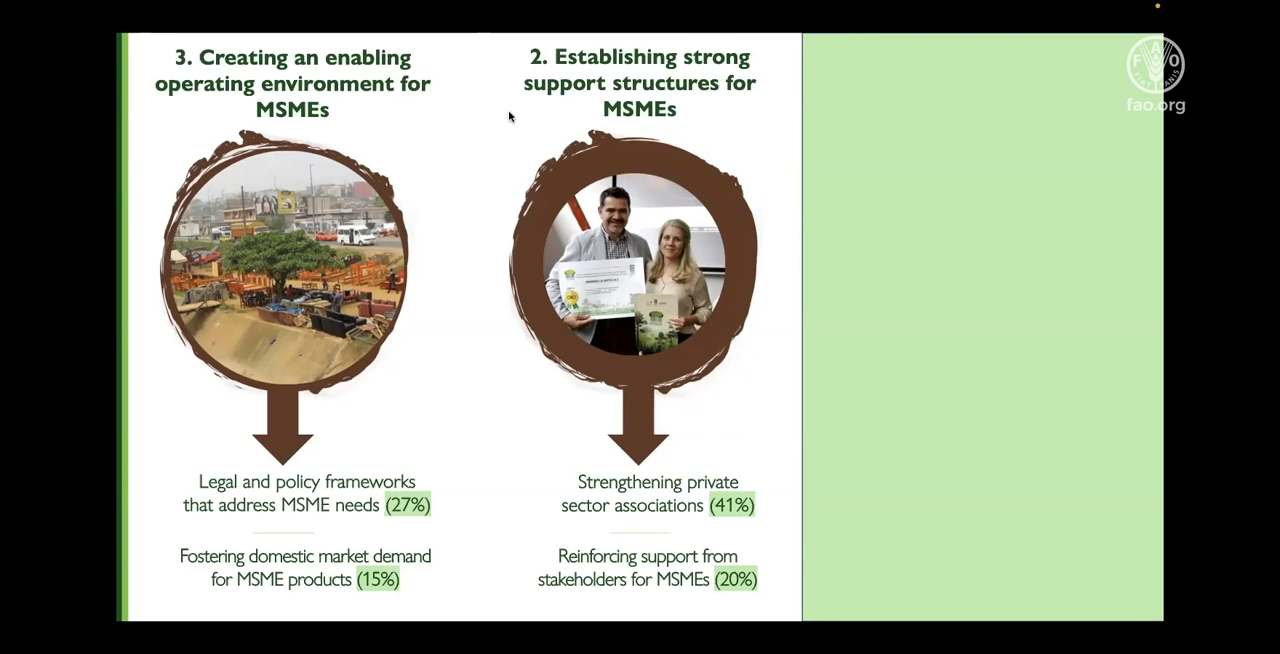 3. Creating an enabling
operating environment for
MSMEs
Legal and policy frameworks
that address MSME needs (27%)
Fostering domestic market demand
for MSME products (15%)
2. Establishing strong
support structures for
MSMEs
Strengthening private
sector associations (41%)
Reinforcing support from
stakeholders for MSMEs (20%)
F A O
FIAT PANIS
fao.org